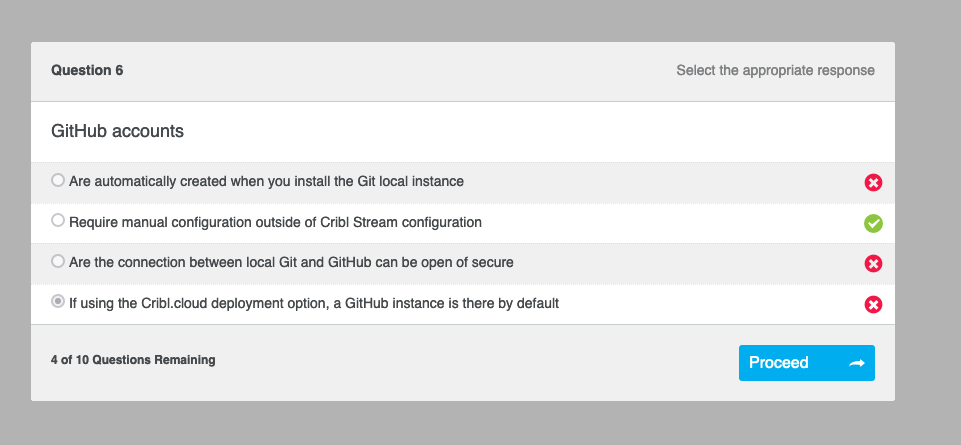 Question 6
Select the appropriate response
GitHub accounts
Are automatically created when you install the Git local instance
Require manual configuration outside of Cribl Stream configuration
Are the connection between local Git and GitHub can be open of secure
If using the Cribl.cloud deployment option, a GitHub instance is there by default
4 of 10 Questions Remaining
Proceed